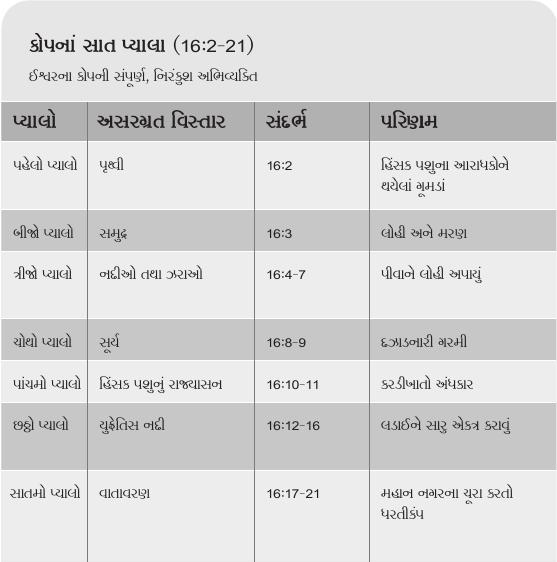 કોપનાં સાત પ્યાલા (16:2-21)
ઈશ્વરના કોપની સંપૂર્ણ, નિરંકુશ અભિવ્યક્તિ
પ્યાલો અસરગ્રત વિસ્તાર સંદર્ભ પરિણમ
પહેલો પ્યાલો પૃથ્વી 16:2 હિંસક પશુના આરાધકોને
થયેલાં ગૂમડાં
બીજો પ્યાલો સમુદ્ર 16:3 લોહી અને મરણ
ત્રીજો પ્યાલો નદીઓ તથા ઝરાઓ 16:4-7 પીવાને લોહી અપાયું
ચોથો પ્યાલો સૂર્ય 16:8-9 દઝાડનારી ગરમી
પાંચમો પ્યાલો હિંસક પશુનું રાજ્યાસન 16:10-11 કરડીખાતો અંધકાર
છઠ્ઠો પ્યાલો યુફ્રેતિસ નદી 16:12-16 લડાઈને સારુ એકત્ર કરાવું
સાતમો પ્યાલો વાતાવરણ 16:17-21 મહાન નગરના ચૂરા કરતો
ધરતીકંપ